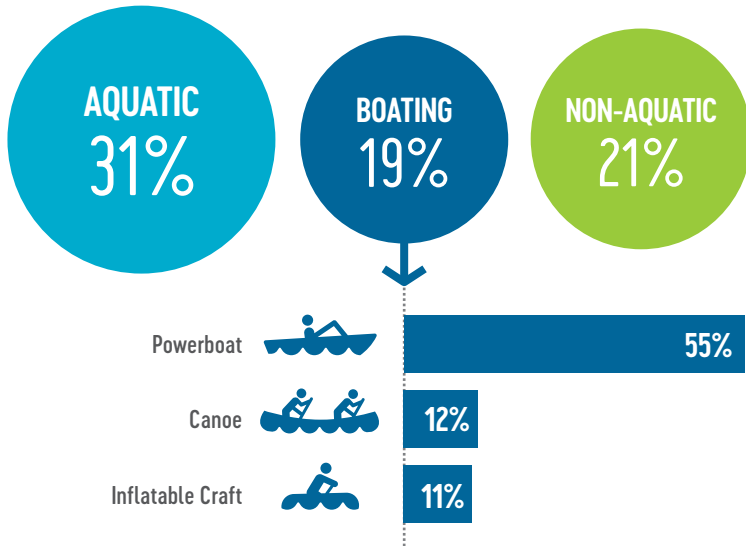 AQUATIC
31%
BOATING
19%
NON-AQUATIC
21%
Powerboat
55%
Canoe
12%
Inflatable Craft
11%